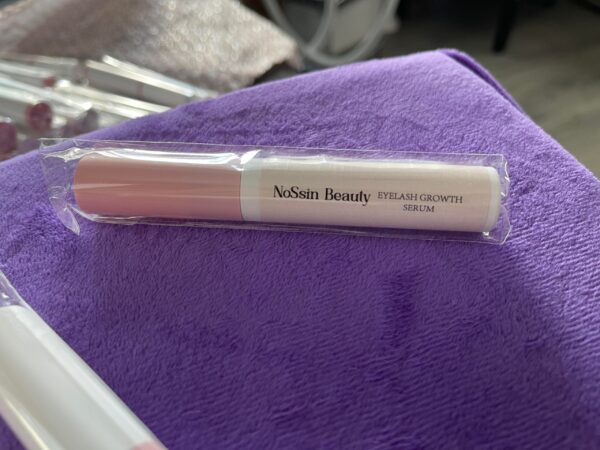 NoSsin Beauty EYELASH GROWTH
SERUM